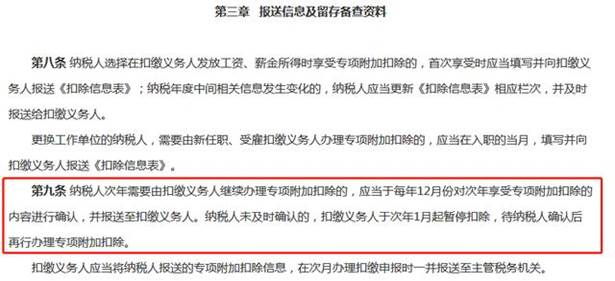 第三章 报送信息及留存备查资料
第八条 纳税人选择在扣缴义务人发放工资、薪金所得时享受专项附加扣除的，首次享受时应当填写并向扣缴义
务人报送《扣除信息表》；纳税年度中间相关信息发生变化的，纳税人应当更新《扣除信息表》相应栏次，并及时
报送给扣缴义务人。
更换工作单位的纳税人，需要由新任职、受雇扣缴义务人办理专项附加扣除的，应当在入职的当月，填写并向
扣缴义务人报送《扣除信息表》。
第九条 纳税人次年需要由扣缴义务人继续办理专项附加扣除的，应当于每年12月份对次年享受专项附加扣除的
内容进行确认，并报送至扣缴义务人。纳税人未及时确认的，扣缴义务人于次年1月起暂停扣除，待纳税人确认后
再行办理专项附加扣除。
扣缴义务人应当将纳税人报送的专项附加扣除信息，在次月办理扣缴申报时一并报送至主管税务机关。